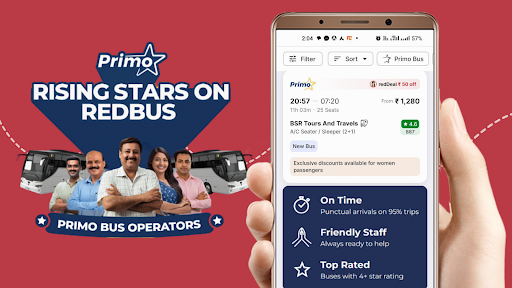 Primo
RISING STARS ON
REDBUS
PRIMO BUS OPERATORS
2:04
57%
Filter
Sort
Primo Bus
Primo
redDeal ₹ 50 off
20:57 - 07:20
From ₹ 1,280
11h 03m · 25 Seats
BSR Tours And Travels
★ 4.6
A/C Seater / Sleeper (2+1)
887
New Bus
Exclusive discounts available for women
passengers
On Time
Punctual arrivals on 95% trips
Friendly Staff
Always ready to help
Top Rated
Buses with 4+ star rating